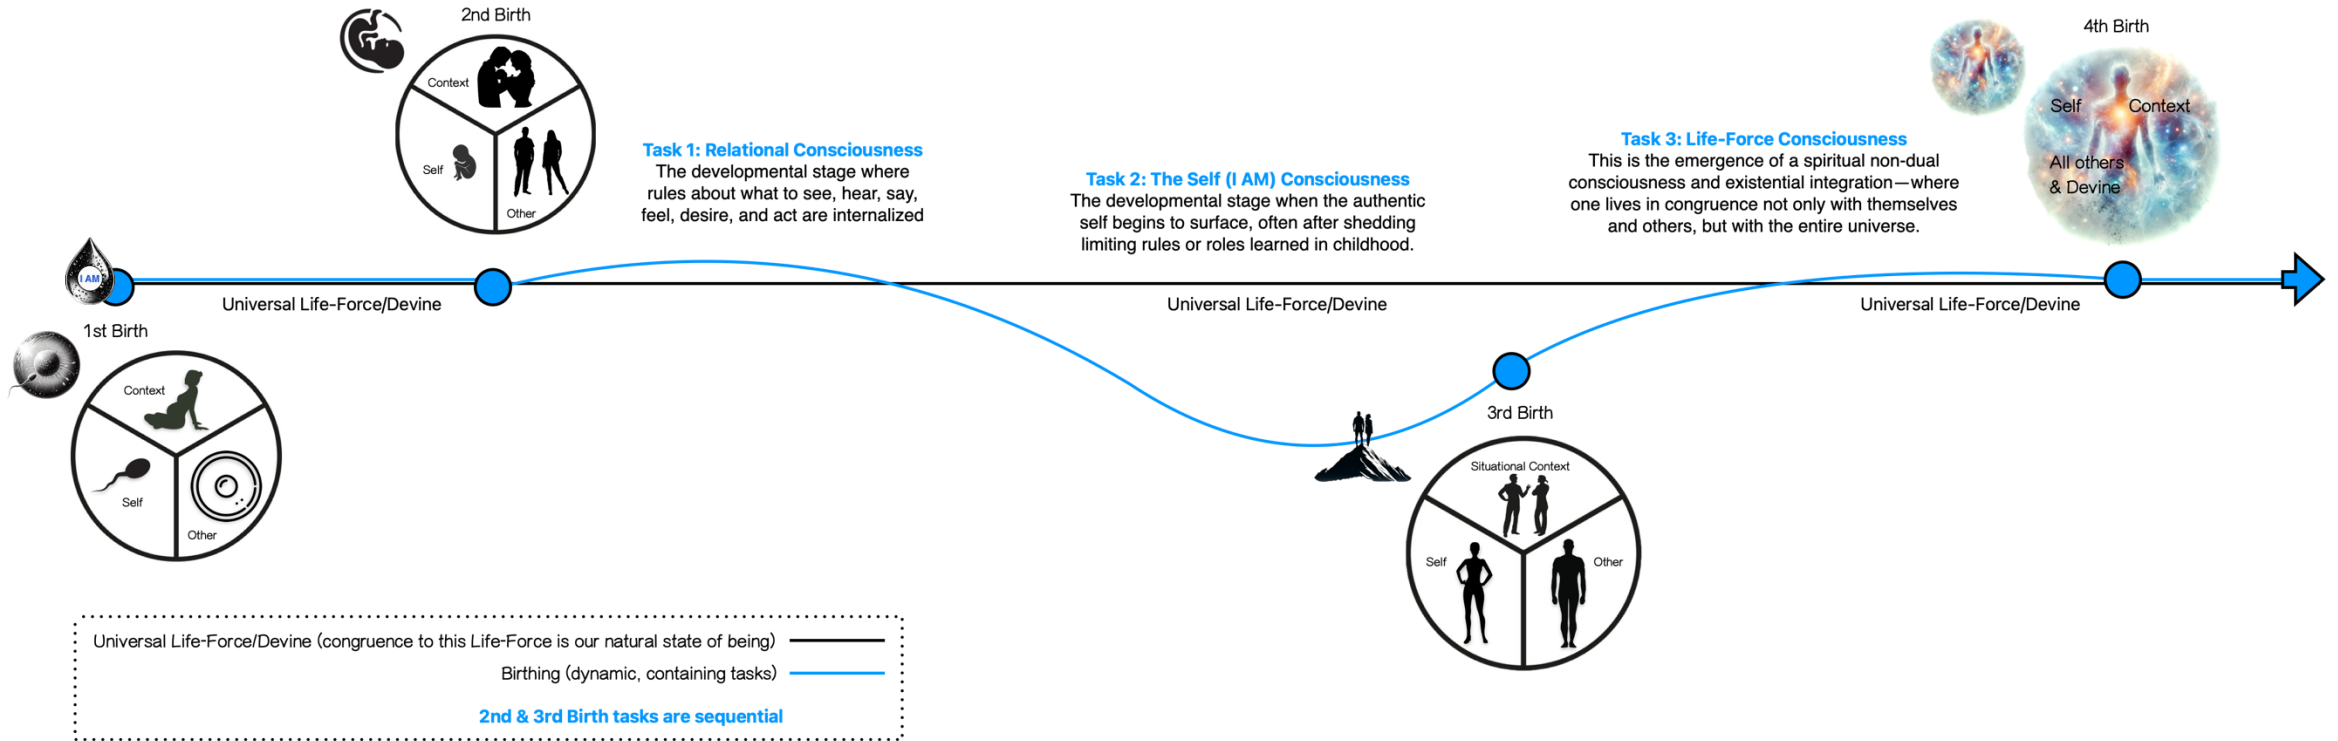 2nd Birth
Context
Self
Other
Task 1: Relational Consciousness
The developmental stage where
rules about what to see, hear, say,
feel, desire, and act are internalized
Task 2: The Self (I AM) Consciousness
The developmental stage when the authentic
self begins to surface, often after shedding
limiting rules or roles learned in childhood.
Task 3: Life-Force Consciousness
This is the emergence of a spiritual non-dual
consciousness and existential integration—where
one lives in congruence not only with themselves
and others, but with the entire universe.
4th Birth
Self
Context
All others
& Devine
I AM
Universal Life-Force/Devine
Universal Life-Force/Devine
Universal Life-Force/Devine
1st Birth
Context
Self
Other
3rd Birth
Situational Context
Self
Other
Universal Life-Force/Devine (congruence to this Life-Force is our natural state of being)
Birthing (dynamic, containing tasks)
2nd & 3rd Birth tasks are sequential